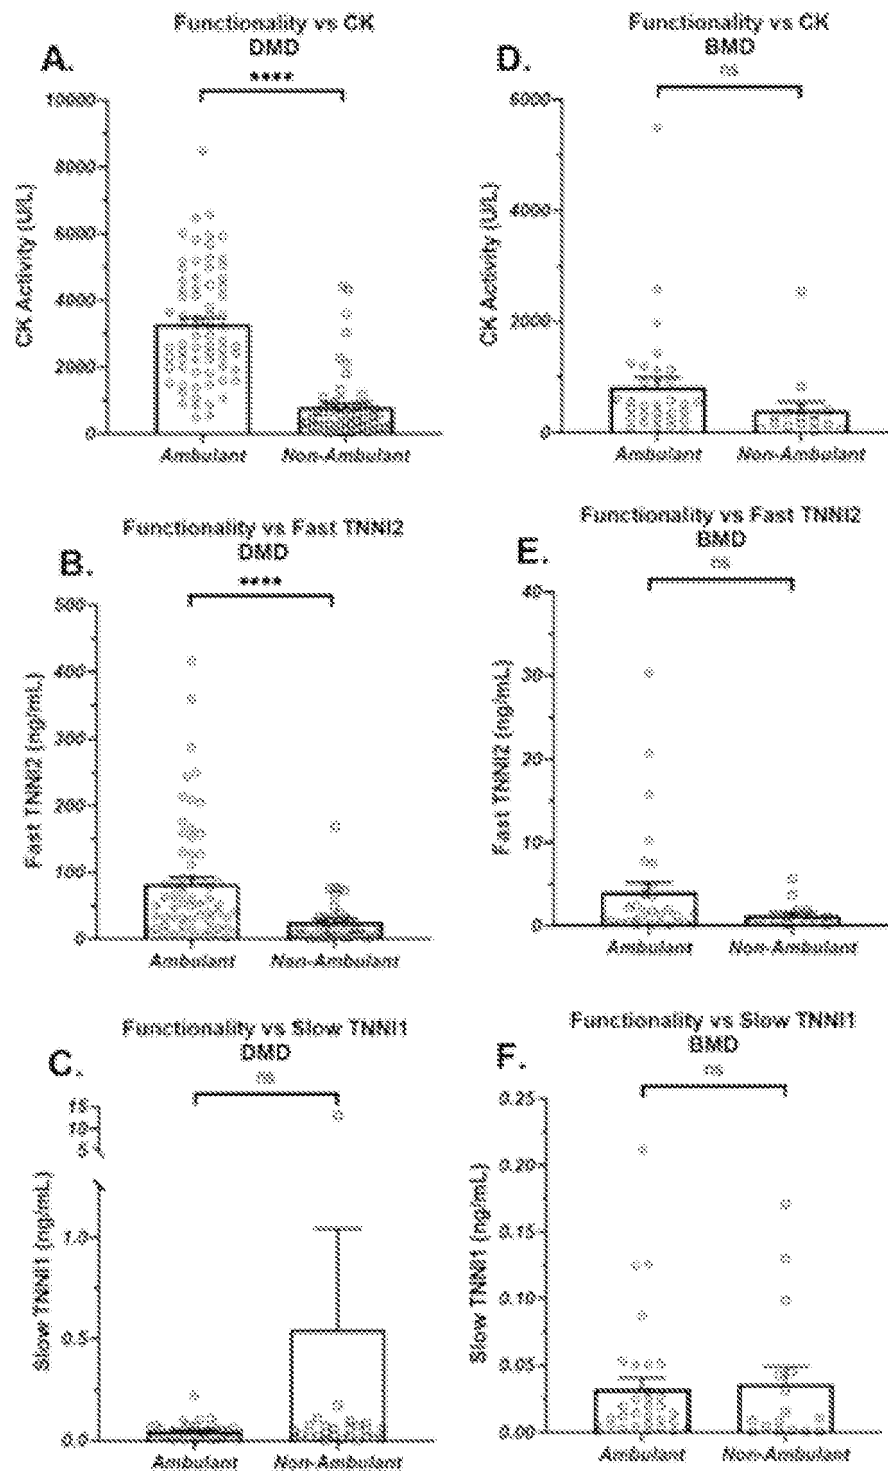 A.
Functionality vs CK
DMD
****
10000
8000
6000
4000
2000
0
CK Activity (U/L)
Ambulant
Non-Ambulant
D.
Functionality vs CK
BMD
ns
6000
4000
2000
0
CK Activity (U/L)
Ambulant
Non-Ambulant
B.
Functionality vs Fast TNNI2
DMD
****
500
400
300
200
100
0
Fast TNNI2 (ng/mL)
Ambulant
Non-Ambulant
E.
Functionality vs Fast TNNI2
BMD
ns
40
30
20
10
0
Fast TNNI2 (ng/mL)
Ambulant
Non-Ambulant
C.
Functionality vs Slow TNNI1
DMD
ns
15
10
5
1.0
0.5
0.0
Slow TNNI1 (ng/mL)
Ambulant
Non-Ambulant
F.
Functionality vs Slow TNNI1
BMD
ns
0.25
0.20
0.15
0.10
0.05
0.00
Slow TNNI1 (ng/mL)
Ambulant
Non-Ambulant